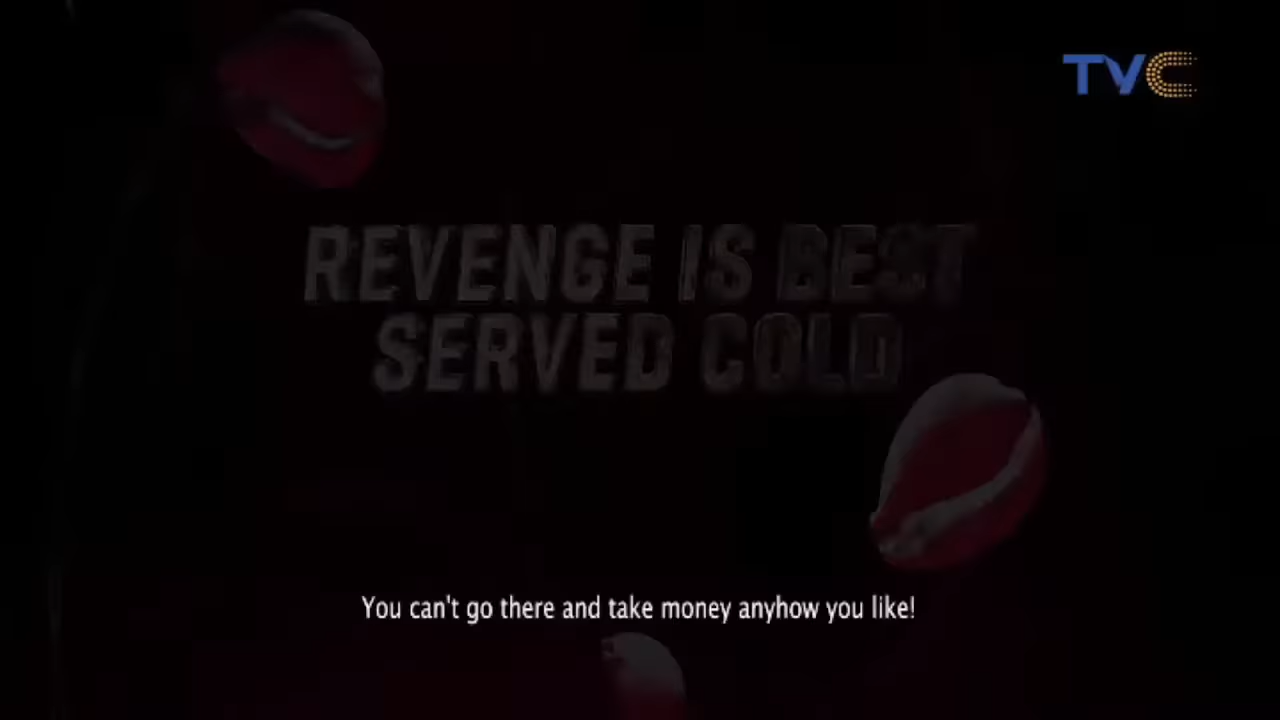 TVC
REVENGE IS BEST
SERVED COLD
You can't go there and take money anyhow you like!